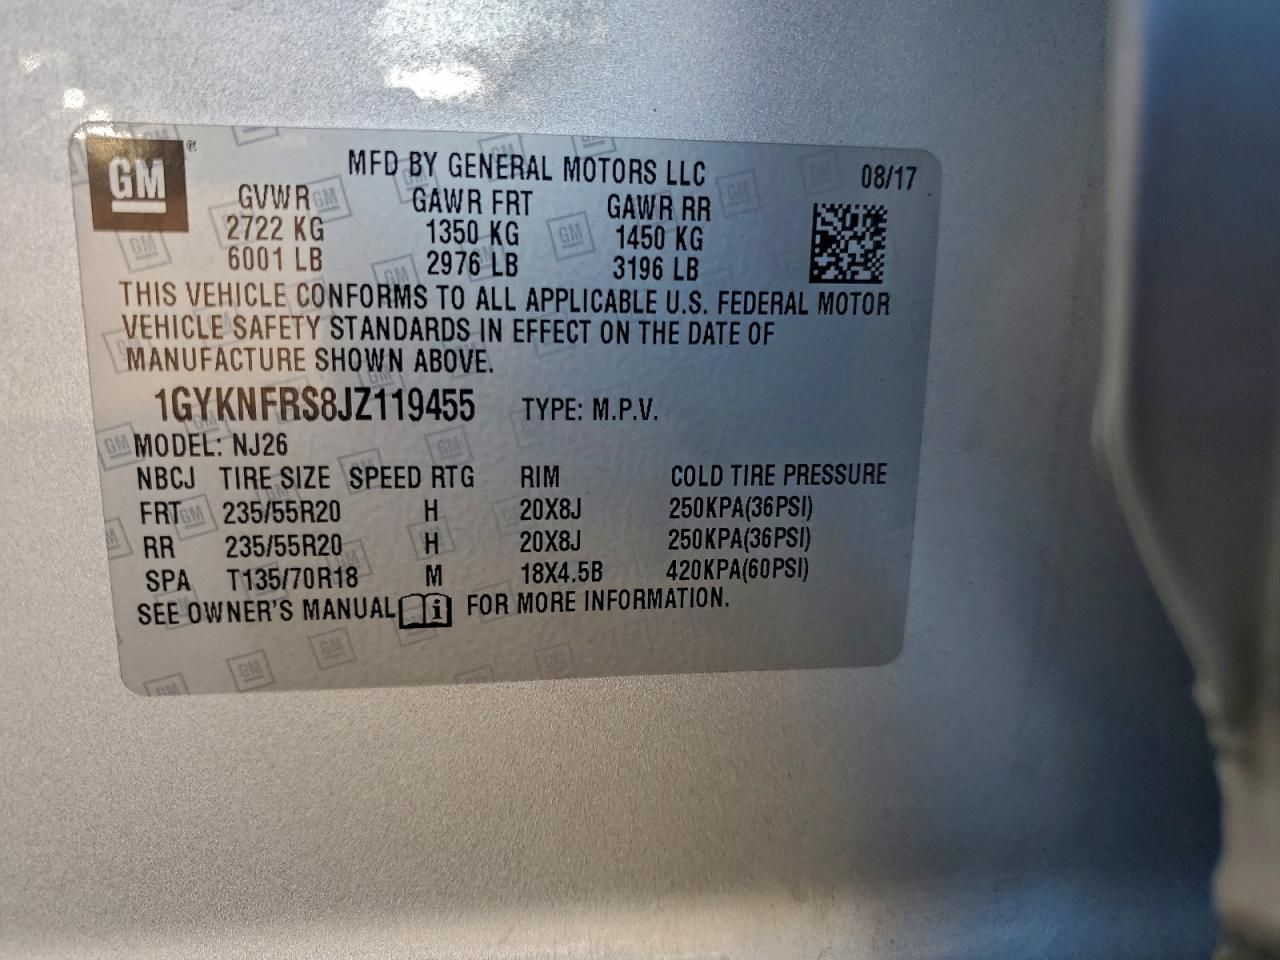 GM ® MFD BY GENERAL MOTORS LLC 08/17
GVWR GAWR FRT GAWR RR
2722 KG 1350 KG 1450 KG
6001 LB 2976 LB 3196 LB
THIS VEHICLE CONFORMS TO ALL APPLICABLE U.S. FEDERAL MOTOR
VEHICLE SAFETY STANDARDS IN EFFECT ON THE DATE OF
MANUFACTURE SHOWN ABOVE.
1GYKNFRS8JZ119455 TYPE: M.P.V.
MODEL: NJ26
NBCJ TIRE SIZE SPEED RTG RIM COLD TIRE PRESSURE
FRT 235/55R20 H 20X8J 250KPA(36PSI)
RR 235/55R20 H 20X8J 250KPA(36PSI)
SPA T135/70R18 M 18X4.5B 420KPA(60PSI)
SEE OWNER'S MANUAL i FOR MORE INFORMATION.